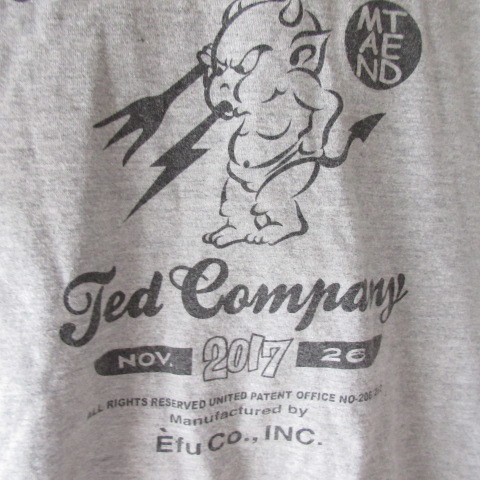 MT
AE
ND
Ted Company
NOV. 2017 26
ALL RIGHTS RESERVED UNITED PATENT OFFICE
Manufactured by
Èfu Co., INC.